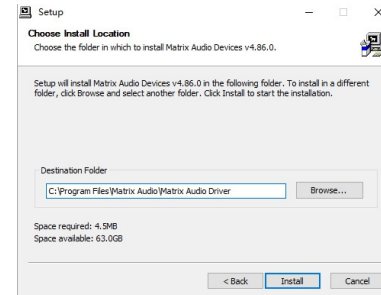 Setup
Choose Install Location
Choose the folder in which to install Matrix Audio Devices v4.86.0.
Setup will install Matrix Audio Devices v4.86.0 in the following folder. To install in a different
folder, click Browse and select another folder. Click Install to start the installation.
Destination Folder
C:\Program Files\Matrix Audio\Matrix Audio Driver
Browse...
Space required: 4.5MB
Space available: 63.0GB
< Back
Install
Cancel